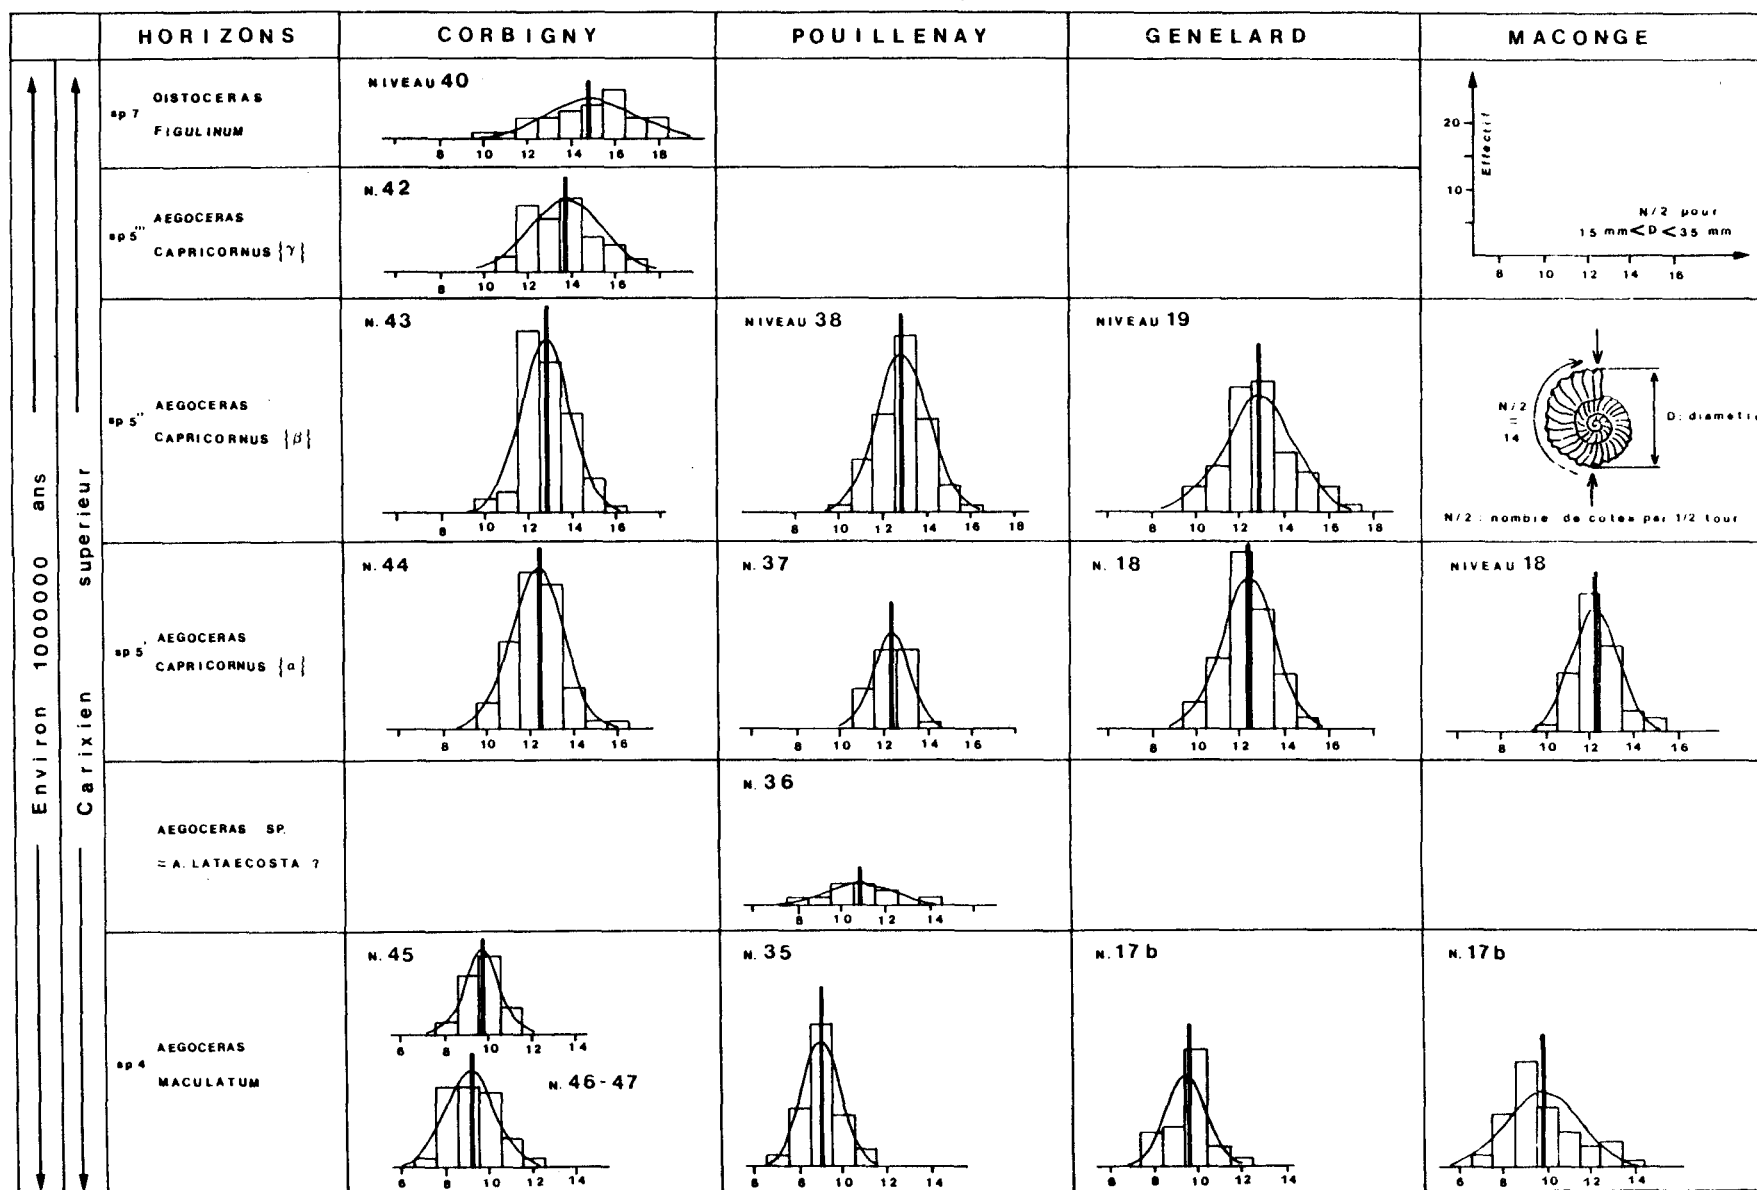 HORIZONS CORBIGNY POUILLENAY GENELARD MACONGE
Environ 1000000 ans
Carixien superieur
sp 7 OISTOCERAS
FIGULINUM
NIVEAU 40
8 10 12 14 16 18
20
10
Effectif
N/2 pour
15 mm < D < 35 mm
8 10 12 14 16
sp 5''' AEGOCERAS
CAPRICORNUS {γ}
N. 42
8 10 12 14 16
sp 5'' AEGOCERAS
CAPRICORNUS {β}
N. 43
10 12 14 16
NIVEAU 38
8 10 12 14 16 18
NIVEAU 19
8 10 12 14 16 18
N/2
=
14
D: diametre
N/2 : nombre de cotes par 1/2 tour
sp 5' AEGOCERAS
CAPRICORNUS {α}
N. 44
8 10 12 14 16
N. 37
8 10 12 14 16
N. 18
8 10 12 14 16
NIVEAU 18
8 10 12 14 16
AEGOCERAS SP.
= A. LATAECOSTA ?
N. 36
8 10 12 14
sp 4 AEGOCERAS
MACULATUM
N. 45
6 8 10 12 14
N. 46-47
6 8 10 12 14
N. 35
6 8 10 12 14
N. 17b
6 8 10 12 14
N. 17b
6 8 10 12 14